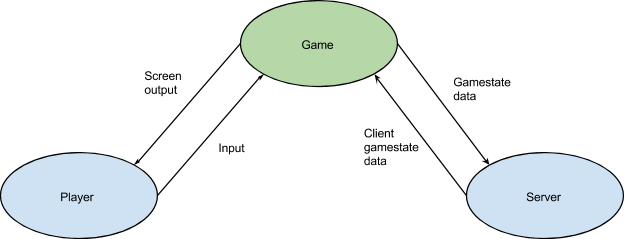 Game
Screen
output
Gamestate
data
Input
Client
gamestate
data
Player
Server